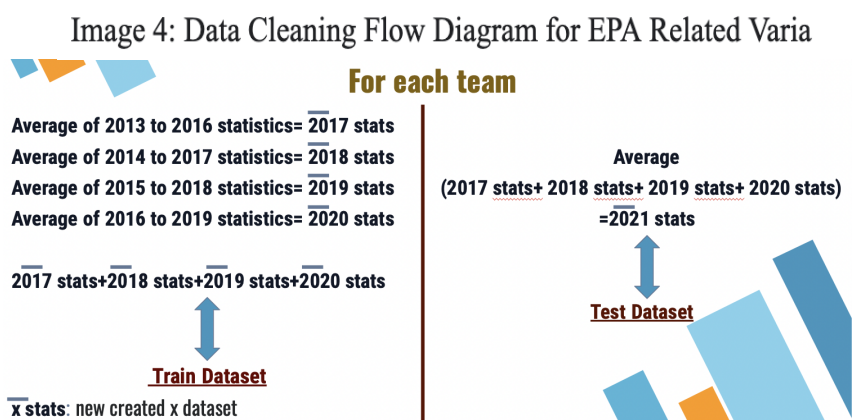 Image 4: Data Cleaning Flow Diagram for EPA Related Varia
For each team
Average of 2013 to 2016 statistics= 2017 stats
Average of 2014 to 2017 statistics= 2018 stats
Average of 2015 to 2018 statistics= 2019 stats
Average of 2016 to 2019 statistics= 2020 stats
2017 stats+2018 stats+2019 stats+2020 stats
Train Dataset
x stats: new created x dataset
Average
(2017 stats+ 2018 stats+ 2019 stats+ 2020 stats)
=2021 stats
Test Dataset